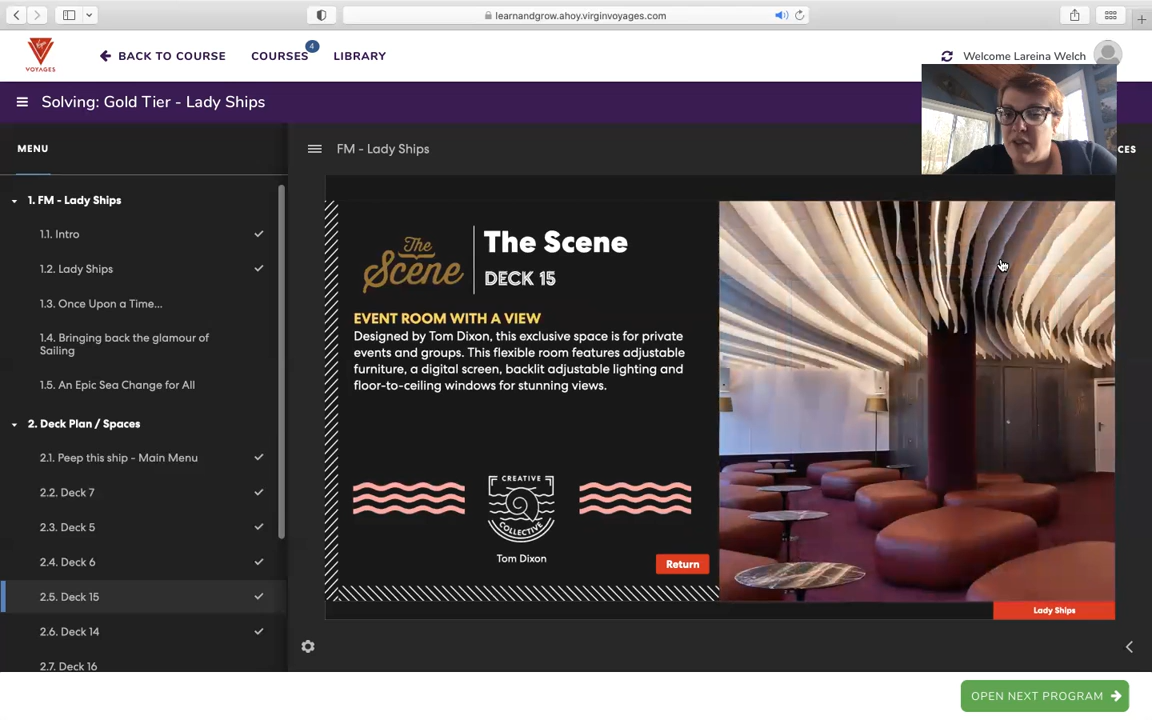 learnandgrow.ahoy.virginvoyages.com
VOYAGES
BACK TO COURSE
COURSES
4
LIBRARY
Welcome Lareina Welch
Solving: Gold Tier - Lady Ships
MENU
1. FM - Lady Ships
1.1. Intro
1.2. Lady Ships
1.3. Once Upon a Time...
1.4. Bringing back the glamour of
Sailing
1.5. An Epic Sea Change for All
2. Deck Plan / Spaces
2.1. Peep this ship - Main Menu
2.2. Deck 7
2.3. Deck 5
2.4. Deck 6
2.5. Deck 15
2.6. Deck 14
2.7. Deck 16
FM - Lady Ships
CES
The
Scene
The Scene
DECK 15
EVENT ROOM WITH A VIEW
Designed by Tom Dixon, this exclusive space is for private
events and groups. This flexible room features adjustable
furniture, a digital screen, backlit adjustable lighting and
floor-to-ceiling windows for stunning views.
CREATIVE
COLLECTIVE
Tom Dixon
Return
Lady Ships
OPEN NEXT PROGRAM